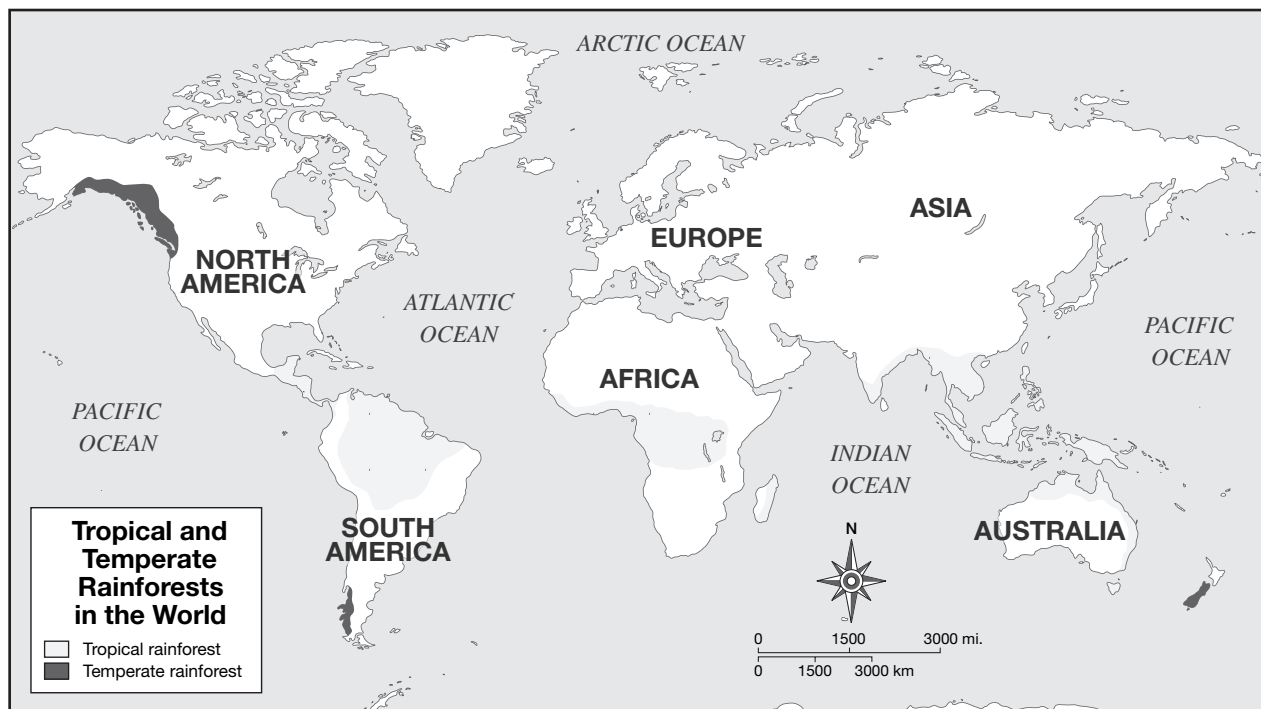 ARCTIC OCEAN
ASIA
EUROPE
NORTH
AMERICA
ATLANTIC
OCEAN
PACIFIC
OCEAN
AFRICA
PACIFIC
OCEAN
INDIAN
OCEAN
SOUTH
AMERICA
AUSTRALIA
N
Tropical and
Temperate
Rainforests
in the World
Tropical rainforest
Temperate rainforest
0 1500 3000 mi.
0 1500 3000 km